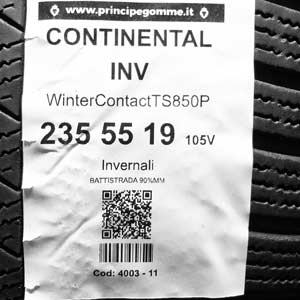 www.principegomme.it
CONTINENTAL
INV
WinterContactTS850P
235 55 19 105V
Invernali
BATTISTRADA 90%MM
Cod: 4003 - 11